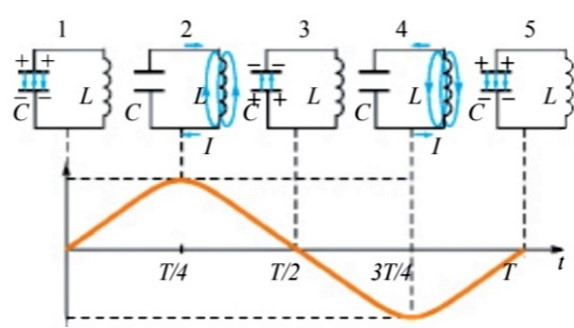 1 2 3 4 5
+ + − − + +
C L C L C L C L C L
− − + + − −
I I
T/4 T/2 3T/4 T t